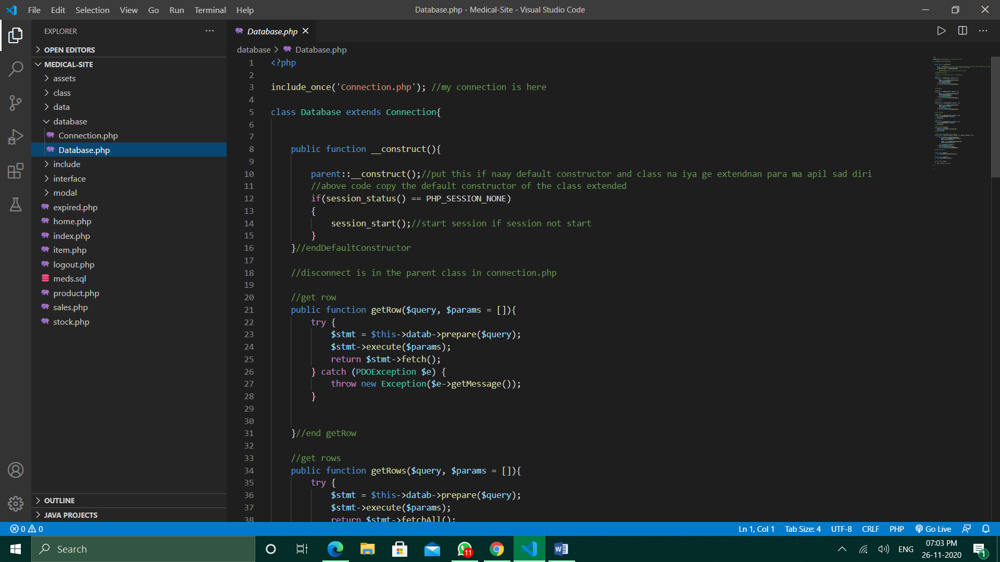 File Edit Selection View Go Run Terminal Help
Database.php - Medical-Site - Visual Studio Code
EXPLORER
OPEN EDITORS
MEDICAL-SITE
assets
class
data
database
Connection.php
Database.php
include
interface
modal
expired.php
home.php
index.php
item.php
logout.php
meds.sql
product.php
sales.php
stock.php
OUTLINE
JAVA PROJECTS
Database.php
database > Database.php
1 <?php
2
3 include_once('Connection.php'); //my connection is here
4
5 class Database extends Connection{
6
7
8 public function __construct(){
9
10 parent::__construct();//put this if naay default constructor and class na iya ge extendnan para ma apil sad diri
11 //above code copy the default constructor of the class extended
12 if(session_status() == PHP_SESSION_NONE)
13 {
14 session_start();//start session if session not start
15 }
16 }//endDefaultConstructor
17
18 //disconnect is in the parent class in connection.php
19
20 //get row
21 public function getRow($query, $params = []){
22 try {
23 $stmt = $this->datab->prepare($query);
24 $stmt->execute($params);
25 return $stmt->fetch();
26 } catch (PDOException $e) {
27 throw new Exception($e->getMessage());
28 }
29
30
31 }//end getRow
32
33 //get rows
34 public function getRows($query, $params = []){
35 try {
36 $stmt = $this->datab->prepare($query);
37 $stmt->execute($params);
38 return $stmt->fetchAll();
0 0
Ln 1, Col 1 Tab Size: 4 UTF-8 CRLF PHP Go Live
Search
11
W
ENG
07:03 PM
26-11-2020
1